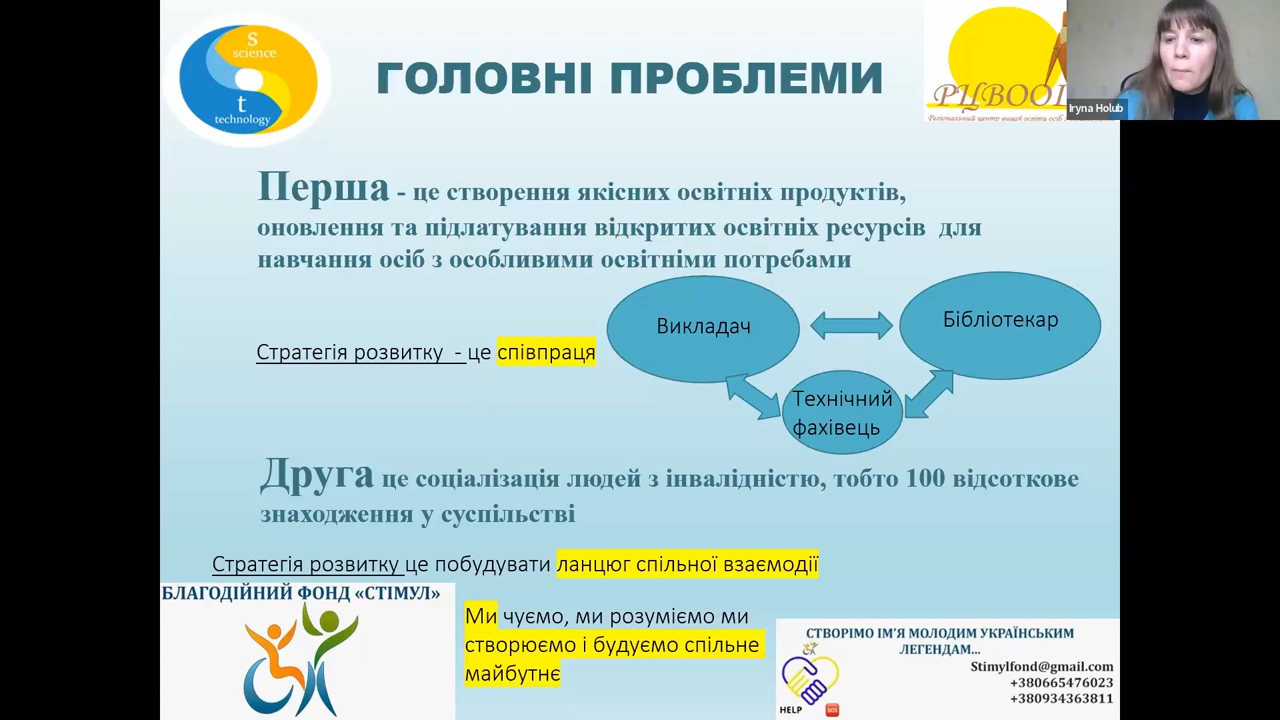 s
science
t
technology
ГОЛОВНІ ПРОБЛЕМИ
Iryna Holub
Перша - це створення якісних освітніх продуктів,
оновлення та підлатування відкритих освітніх ресурсів для
навчання осіб з особливими освітніми потребами
Викладач
Бібліотекар
Стратегія розвитку - це співпраця
Технічний
фахівець
Друга це соціалізація людей з інвалідністю, тобто 100 відсоткове
знаходження у суспільстві
Стратегія розвитку це побудувати ланцюг спільної взаємодії
БЛАГОДІЙНИЙ ФОНД «СТІМУЛ»
Ми чуємо, ми розуміємо ми
створюємо і будуємо спільне
майбутнє
СТВОРІМО ІМ'Я МОЛОДИМ УКРАЇНСЬКИМ
ЛЕГЕНДАМ...
Stimylfond@gmail.com
+380665476023
+380934363811
HELP
SOS